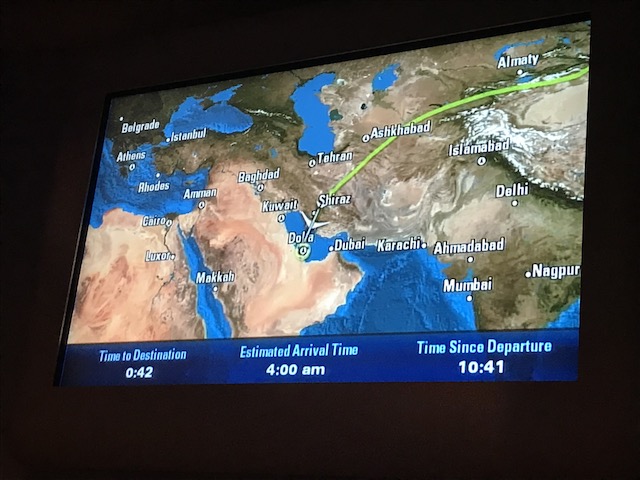 Almaty
Belgrade
Istanbul
Ashkhabad
Athens
Tehran
Islamabad
Rhodes
Baghdad
Amman
Delhi
Kuwait
Shiraz
Cairo
Dubai
Karachi
Ahmadabad
Luxor
Nagpur
Makkah
Mumbai
Time to Destination
Estimated Arrival Time
Time Since Departure
0:42
4:00 am
10:41